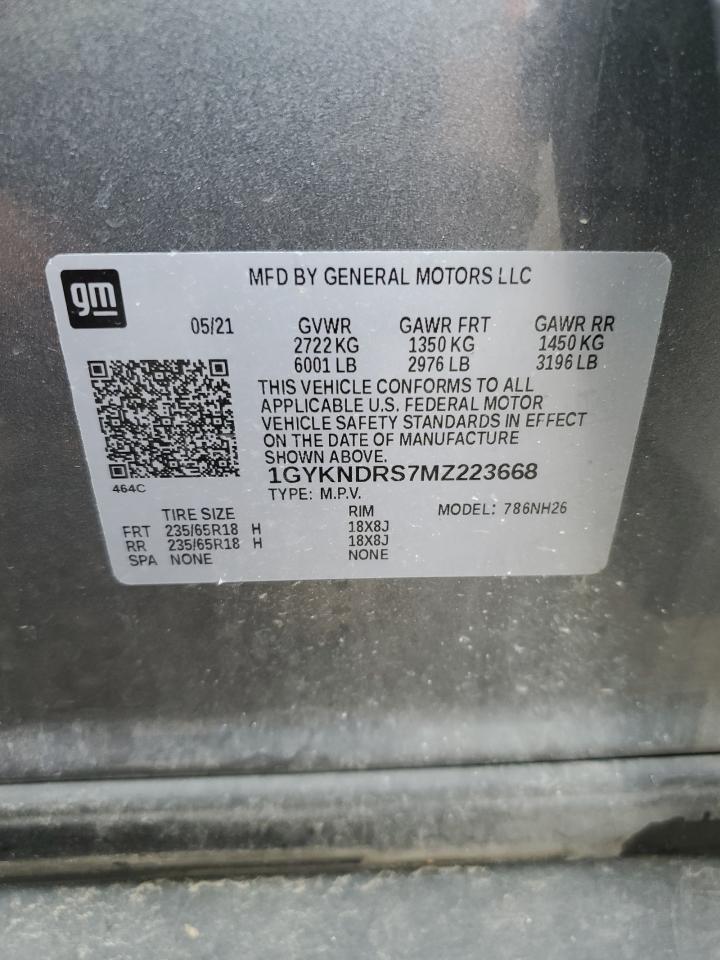 gm
MFD BY GENERAL MOTORS LLC
05/21 GVWR GAWR FRT GAWR RR
2722 KG 1350 KG 1450 KG
6001 LB 2976 LB 3196 LB
THIS VEHICLE CONFORMS TO ALL
APPLICABLE U.S. FEDERAL MOTOR
VEHICLE SAFETY STANDARDS IN EFFECT
ON THE DATE OF MANUFACTURE
SHOWN ABOVE.
1GYKNDRS7MZ223668
464C
TYPE: M.P.V.
TIRE SIZE RIM MODEL: 786NH26
FRT 235/65R18 H 18X8J
RR 235/65R18 H 18X8J
SPA NONE NONE